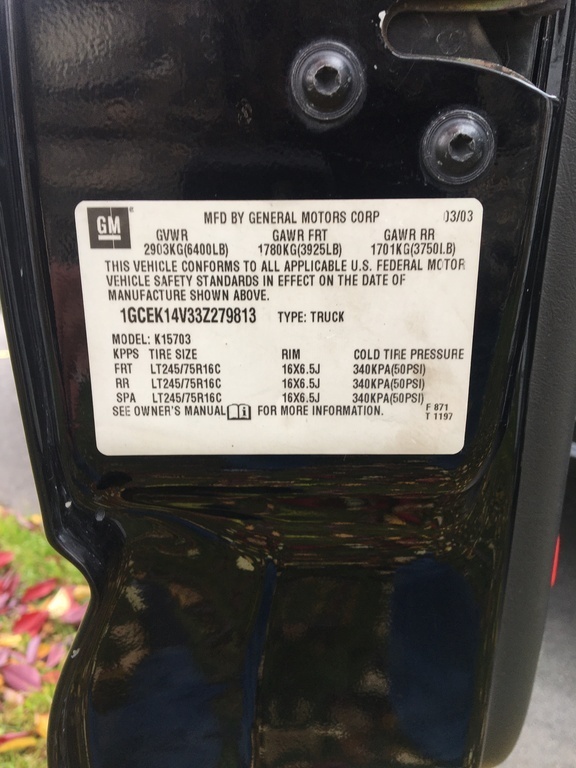 GM
MFD BY GENERAL MOTORS CORP 03/03
GVWR GAWR FRT GAWR RR
2903KG(6400LB) 1780KG(3925LB) 1701KG(3750LB)
THIS VEHICLE CONFORMS TO ALL APPLICABLE U.S. FEDERAL MOTOR
VEHICLE SAFETY STANDARDS IN EFFECT ON THE DATE OF
MANUFACTURE SHOWN ABOVE.
1GCEK14V33Z279813 TYPE: TRUCK
MODEL: K15703
KPPS TIRE SIZE RIM COLD TIRE PRESSURE
FRT LT245/75R16C 16X6.5J 340KPA(50PSI)
RR LT245/75R16C 16X6.5J 340KPA(50PSI)
SPA LT245/75R16C 16X6.5J 340KPA(50PSI)
SEE OWNER'S MANUAL i FOR MORE INFORMATION. F 871
T 1197